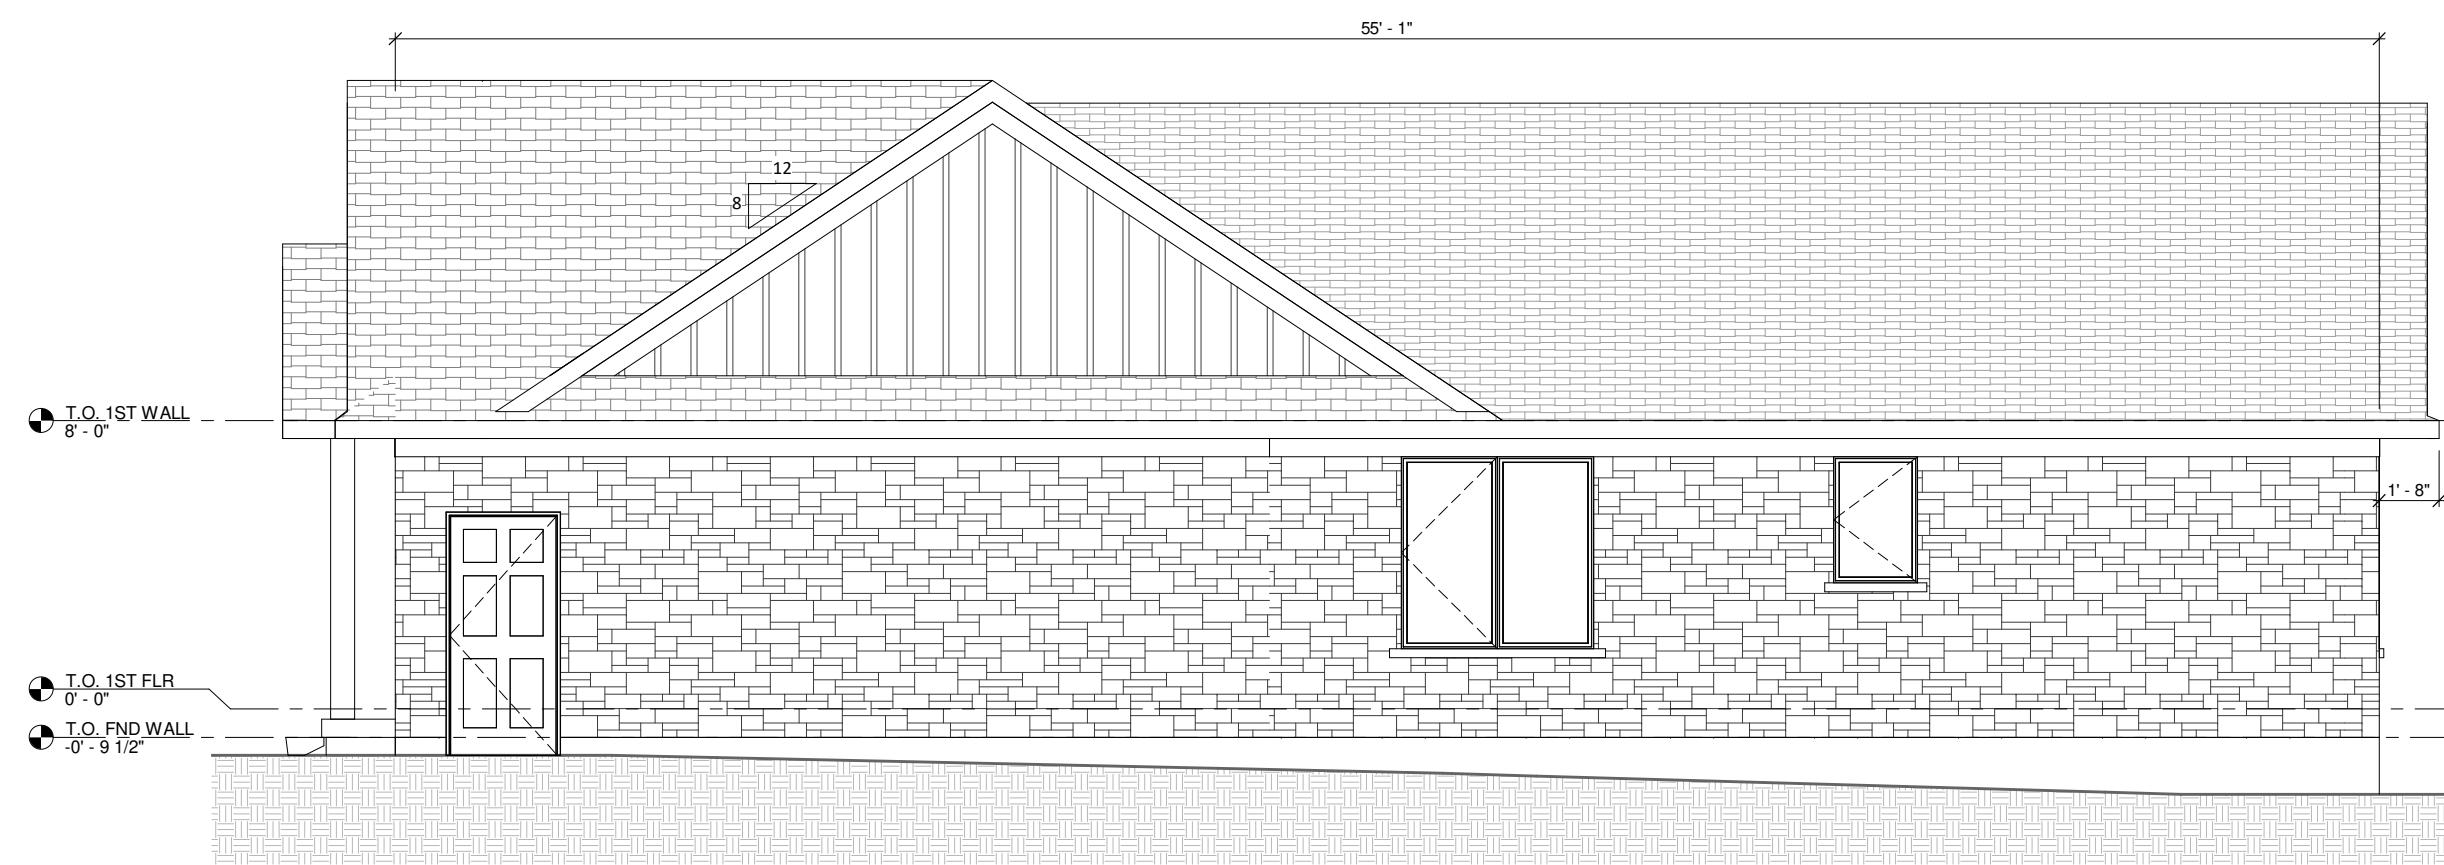 55' - 1"
12
8
T.O. 1ST WALL
8' - 0"
1' - 8"
T.O. 1ST FLR
0' - 0"
T.O. FND WALL
-0' - 9 1/2"